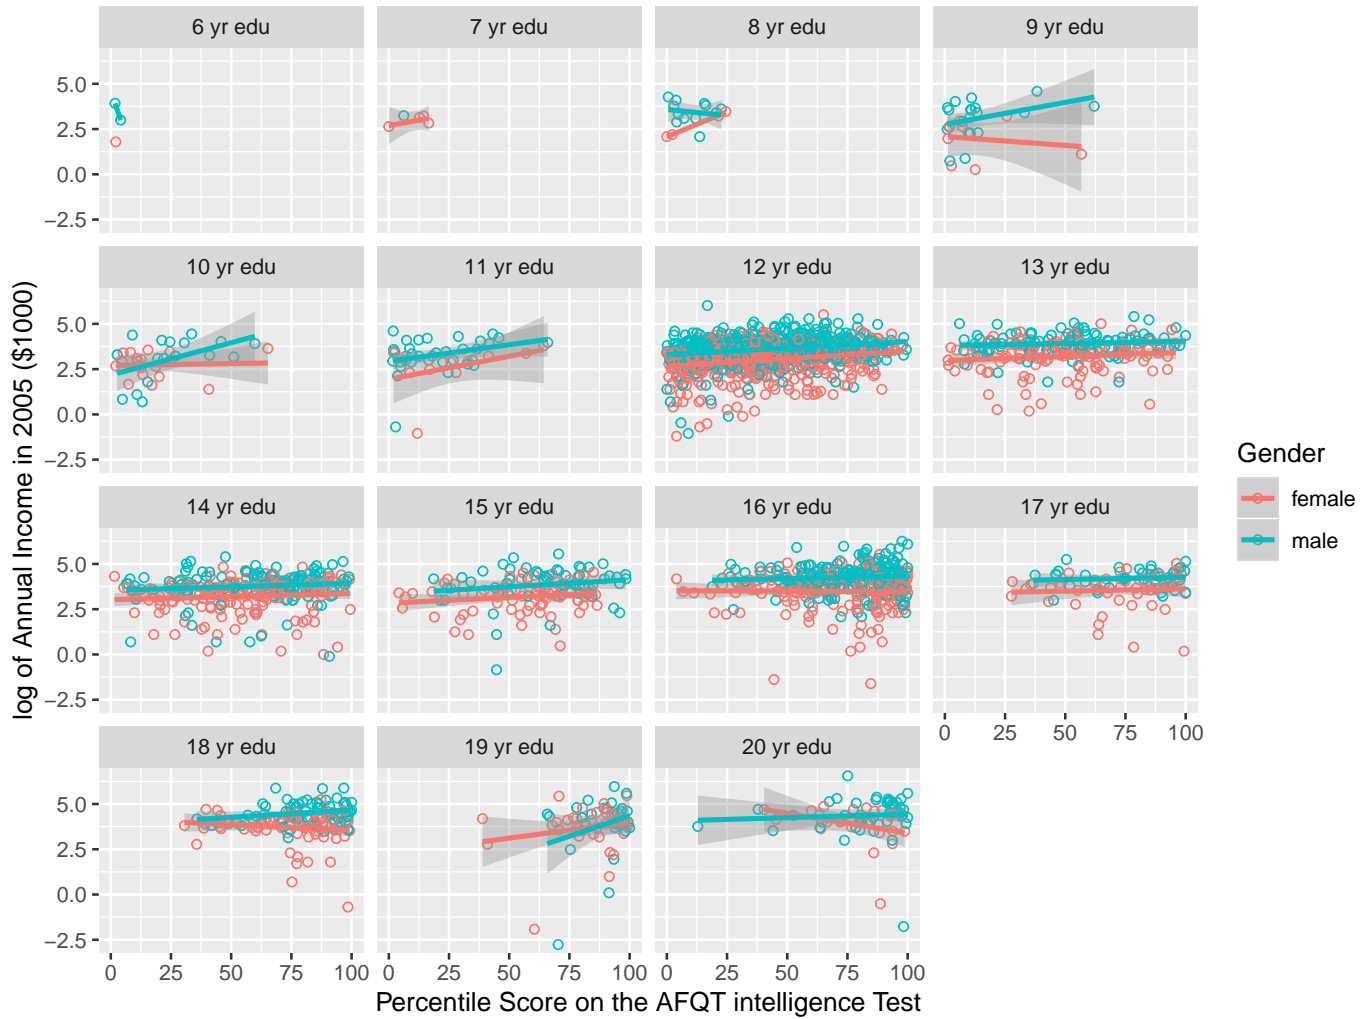 6 yr edu 7 yr edu 8 yr edu 9 yr edu
5.0
2.5
0.0
−2.5
10 yr edu 11 yr edu 12 yr edu 13 yr edu
5.0
2.5
0.0
−2.5
14 yr edu 15 yr edu 16 yr edu 17 yr edu
5.0
2.5
0.0
−2.5
0 25 50 75 100
18 yr edu 19 yr edu 20 yr edu
5.0
2.5
0.0
−2.5
0 25 50 75 100 0 25 50 75 100 0 25 50 75 100
Percentile Score on the AFQT intelligence Test
log of Annual Income in 2005 ($1000)
Gender
female
male